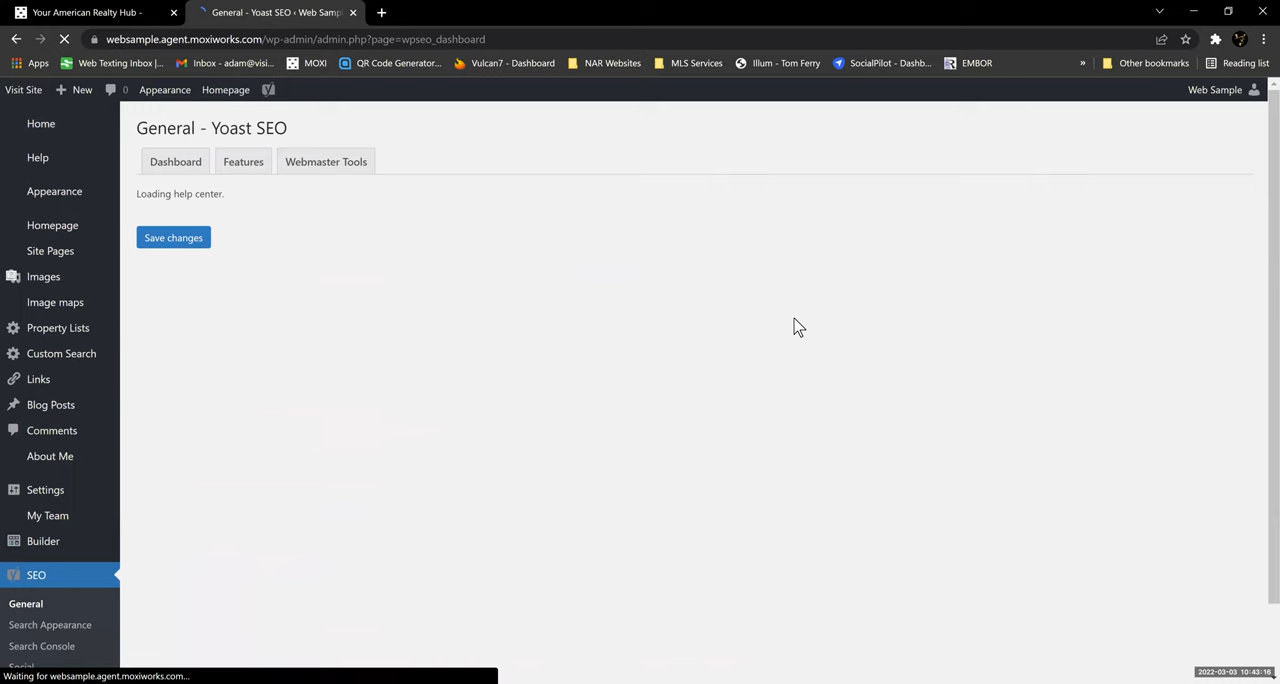 Your American Realty Hub -
General - Yoast SEO ‹ Web Samp
websample.agent.moxiworks.com/wp-admin/admin.php?page=wpseo_dashboard
Apps Web Texting Inbox |... Inbox - adam@visi... MOXI QR Code Generator... Vulcan7 - Dashboard NAR Websites MLS Services Illum - Tom Ferry SocialPilot - Dashb... EMBOR » Other bookmarks Reading list
Visit Site New 0 Appearance Homepage Web Sample
Home
Help
Appearance
Homepage
Site Pages
Images
Image maps
Property Lists
Custom Search
Links
Blog Posts
Comments
About Me
Settings
My Team
Builder
SEO
General
Search Appearance
Search Console
Social
General - Yoast SEO
Dashboard Features Webmaster Tools
Loading help center.
Save changes
Waiting for websample.agent.moxiworks.com...
2022-03-03 10:43:16